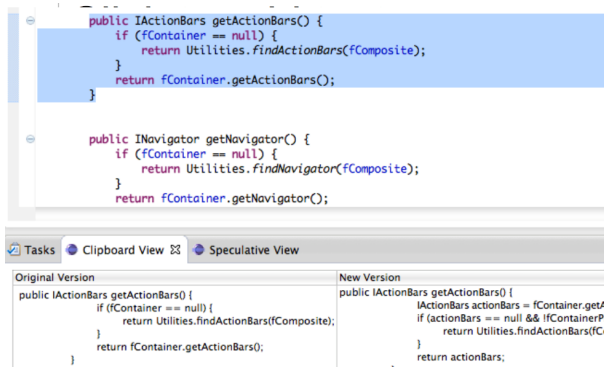 public IActionBars getActionBars() {
if (fContainer == null) {
return Utilities.findActionBars(fComposite);
}
return fContainer.getActionBars();
}
public INavigator getNavigator() {
if (fContainer == null) {
return Utilities.findNavigator(fComposite);
}
return fContainer.getNavigator();
Tasks Clipboard View Speculative View
Original Version
public IActionBars getActionBars() {
if (fContainer == null) {
return Utilities.findActionBars(fComposite);
}
return fContainer.getActionBars();
}
New Version
public IActionBars getActionBars() {
IActionBars actionBars = fContainer.getA
if (actionBars == null && !fContainerP
return Utilities.findActionBars(fCo
}
return actionBars;